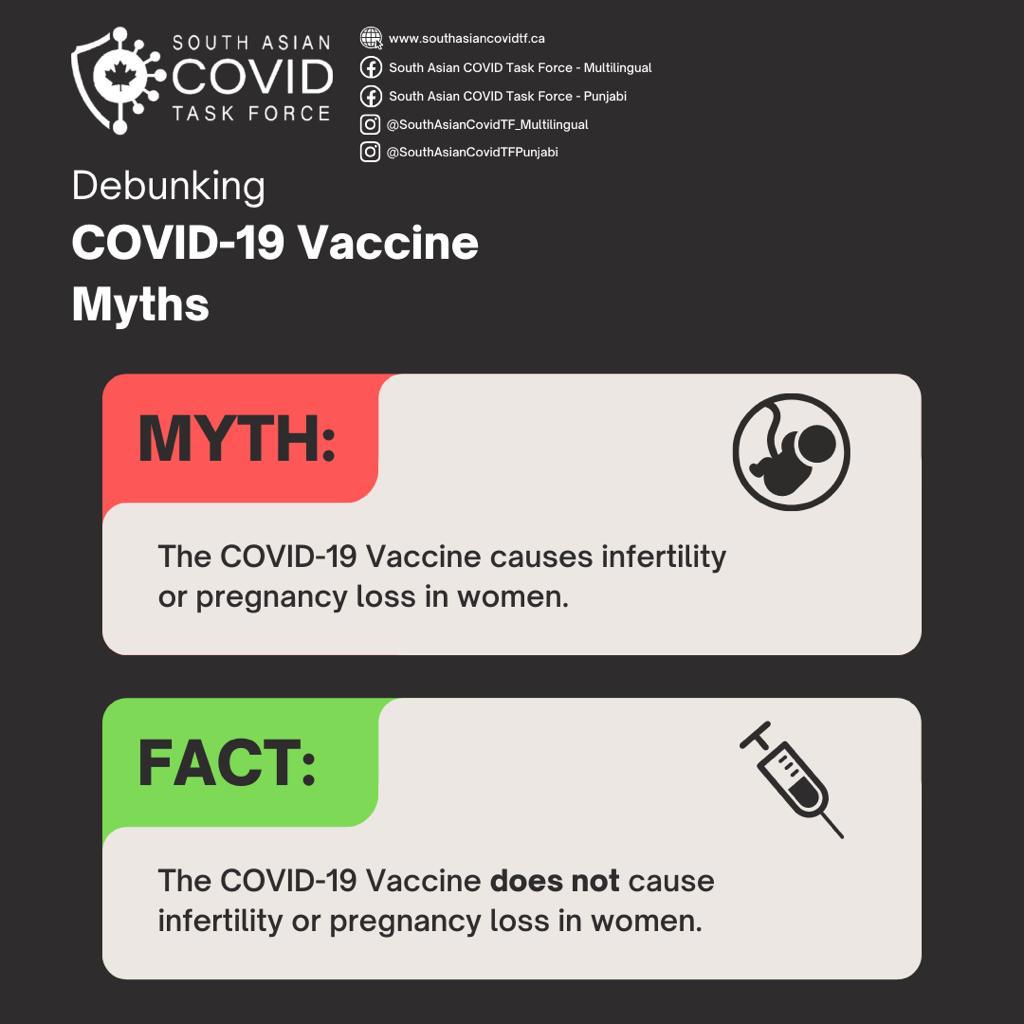 SOUTH ASIAN
COVID
TASK FORCE
www.southasiancovidtf.ca
South Asian COVID Task Force - Multilingual
South Asian COVID Task Force - Punjabi
@SouthAsianCovidTF_Multilingual
@SouthAsianCovidTFPunjabi
Debunking
COVID-19 Vaccine
Myths
MYTH:
The COVID-19 Vaccine causes infertility
or pregnancy loss in women.
FACT:
The COVID-19 Vaccine does not cause
infertility or pregnancy loss in women.